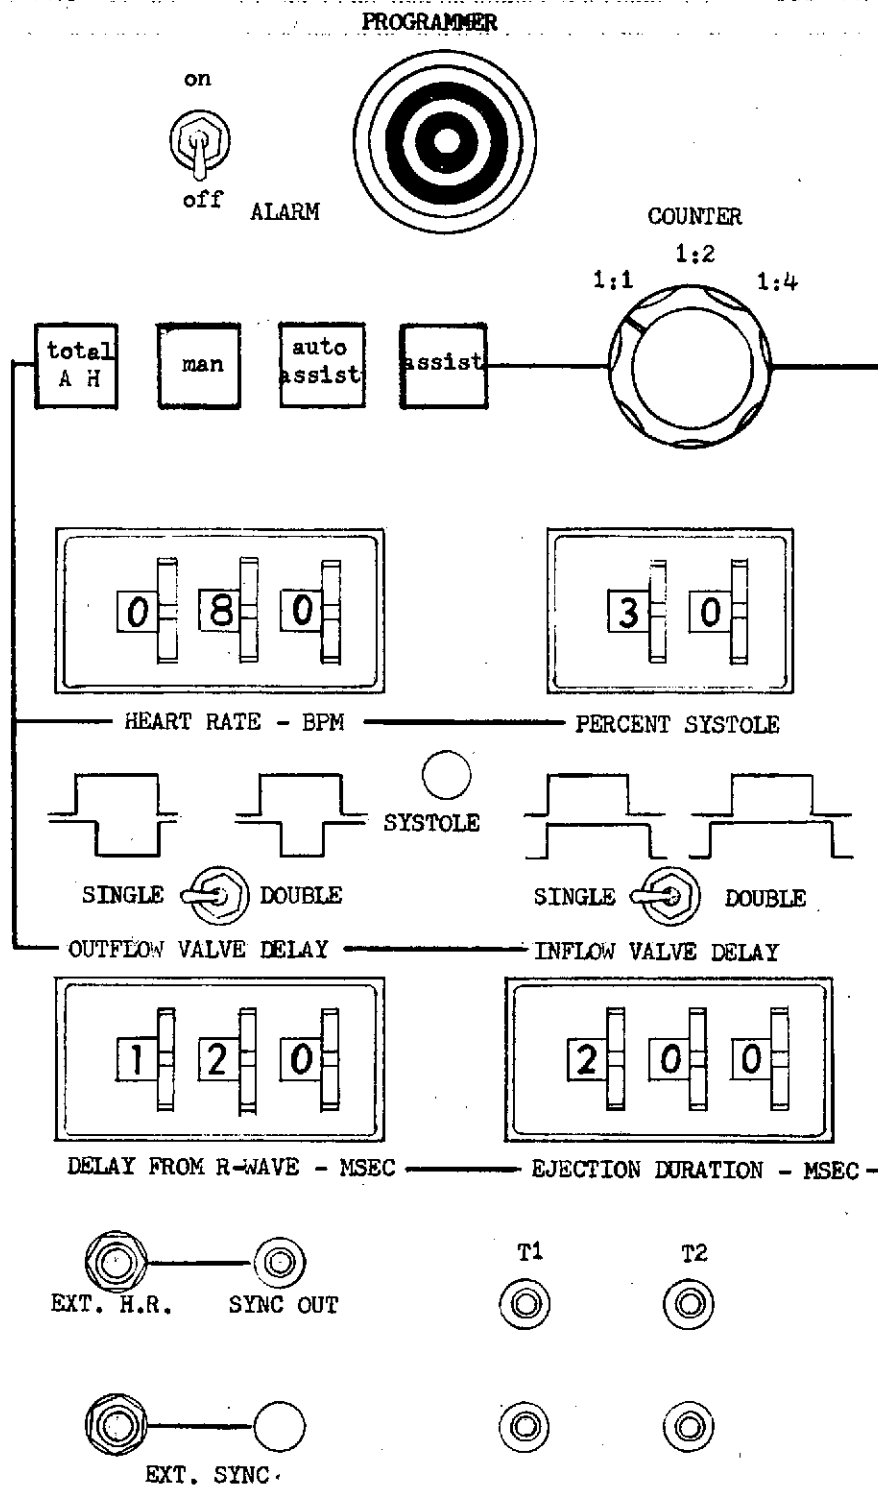 PROGRAMMER
on
off
ALARM
COUNTER
1:1 1:2 1:4
total
A H
man
auto
assist
assist
0 8 0
3 0
HEART RATE - BPM
PERCENT SYSTOLE
SYSTOLE
SINGLE DOUBLE
SINGLE DOUBLE
OUTFLOW VALVE DELAY
INFLOW VALVE DELAY
1 2 0
2 0 0
DELAY FROM R-WAVE - MSEC
EJECTION DURATION - MSEC
EXT. H.R.
SYNC OUT
T1
T2
EXT. SYNC